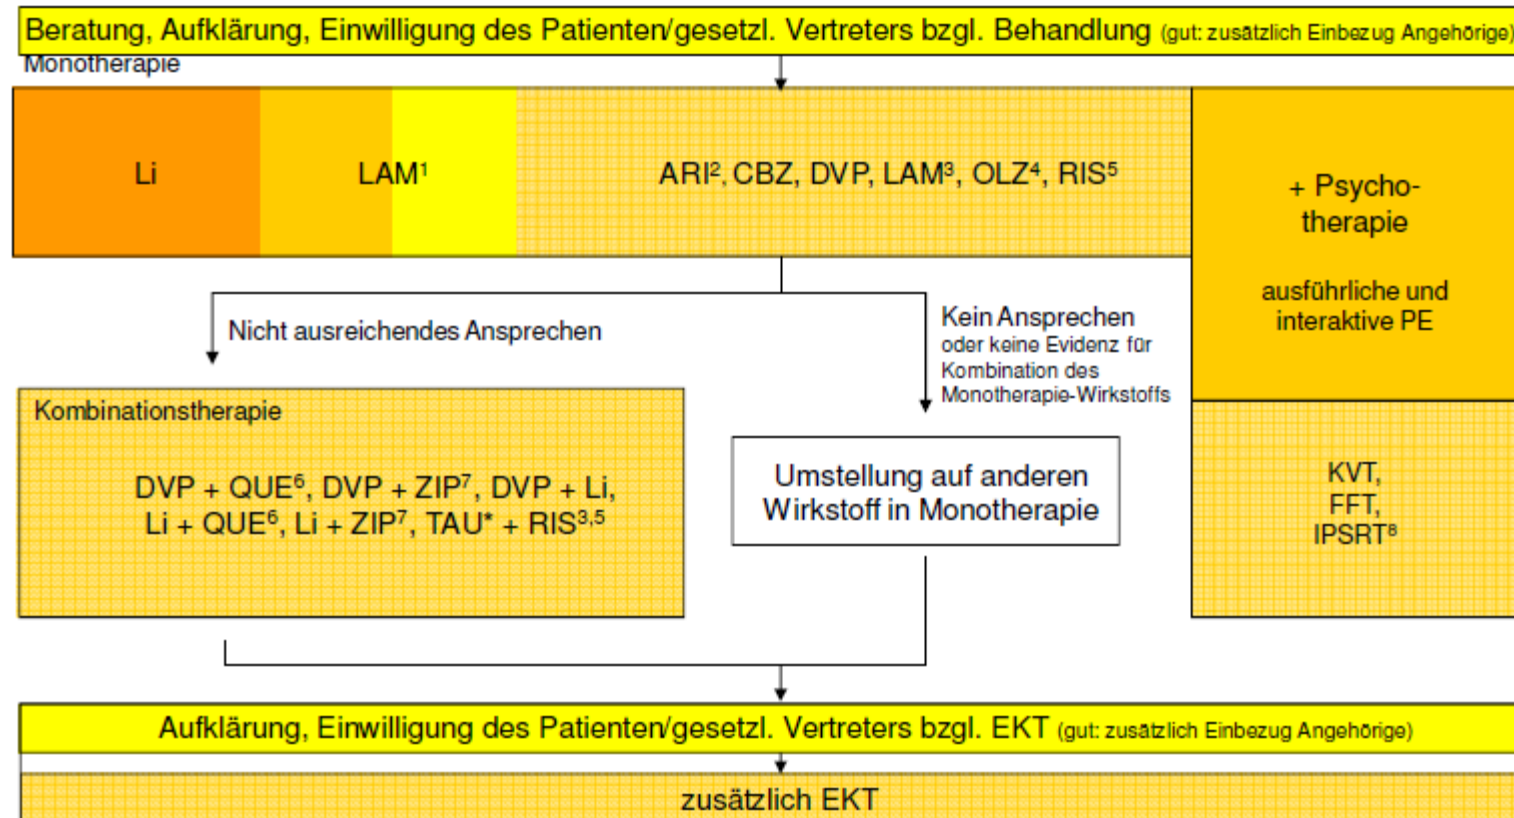 Beratung, Aufklärung, Einwilligung des Patienten/gesetzl. Vertreters bzgl. Behandlung (gut: zusätzlich Einbezug Angehörige)
Monotherapie
Li
LAM¹
ARI², CBZ, DVP, LAM³, OLZ⁴, RIS⁵
+ Psycho-
therapie
ausführliche und
interaktive PE
Nicht ausreichendes Ansprechen
Kein Ansprechen
oder keine Evidenz für
Kombination des
Monotherapie-Wirkstoffs
Kombinationstherapie
DVP + QUE⁶, DVP + ZIP⁷, DVP + Li,
Li + QUE⁶, Li + ZIP⁷, TAU* + RIS³,⁵
Umstellung auf anderen
Wirkstoff in Monotherapie
KVT,
FFT,
IPSRT⁸
Aufklärung, Einwilligung des Patienten/gesetzl. Vertreters bzgl. EKT (gut: zusätzlich Einbezug Angehörige)
zusätzlich EKT